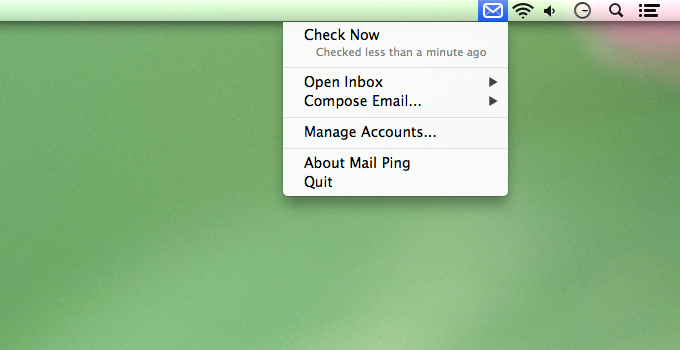 Check Now
Checked less than a minute ago
Open Inbox
Compose Email...
Manage Accounts...
About Mail Ping
Quit